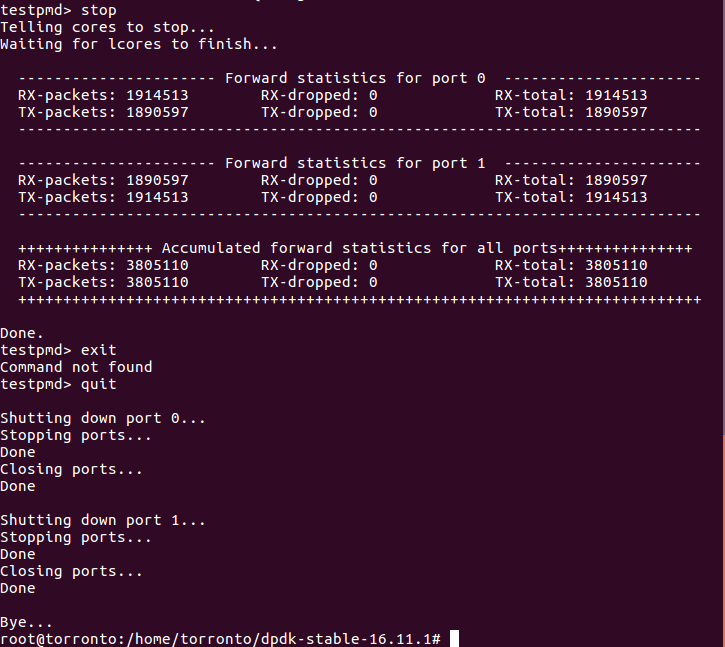 testpmd> stop
Telling cores to stop...
Waiting for lcores to finish...
---------------------- Forward statistics for port 0  ----------------------
RX-packets: 1914513        RX-dropped: 0             RX-total: 1914513
TX-packets: 1890597        TX-dropped: 0             TX-total: 1890597
----------------------------------------------------------------------------
---------------------- Forward statistics for port 1  ----------------------
RX-packets: 1890597        RX-dropped: 0             RX-total: 1890597
TX-packets: 1914513        TX-dropped: 0             TX-total: 1914513
----------------------------------------------------------------------------
+++++++++++++++ Accumulated forward statistics for all ports+++++++++++++++
RX-packets: 3805110        RX-dropped: 0             RX-total: 3805110
TX-packets: 3805110        TX-dropped: 0             TX-total: 3805110
++++++++++++++++++++++++++++++++++++++++++++++++++++++++++++++++++++++++++++
Done.
testpmd> exit
Command not found
testpmd> quit
Shutting down port 0...
Stopping ports...
Done
Closing ports...
Done
Shutting down port 1...
Stopping ports...
Done
Closing ports...
Done
Bye...
root@torronto:/home/torronto/dpdk-stable-16.11.1#